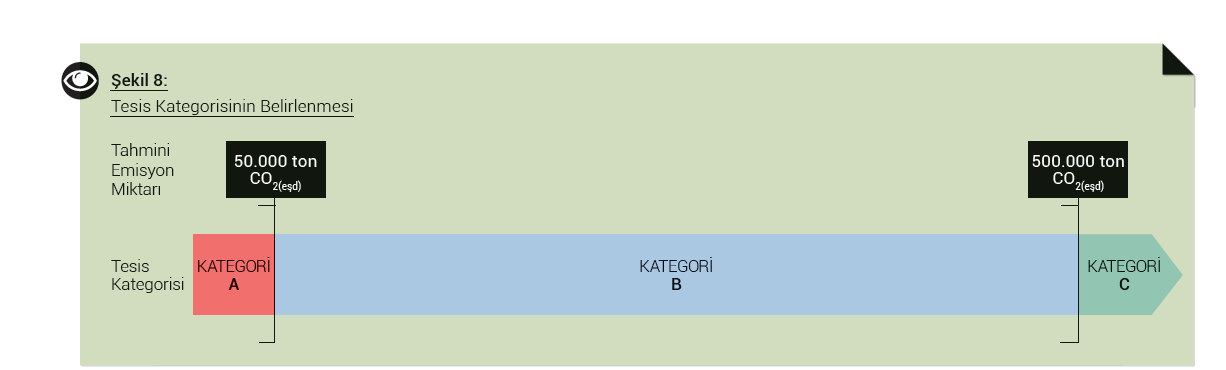 Şekil 8:
Tesis Kategorisinin Belirlenmesi
Tahmini
Emisyon
Miktarı
50.000 ton
CO2(eşd)
500.000 ton
CO2(eşd)
Tesis
Kategorisi
KATEGORİ
A
KATEGORİ
B
KATEGORİ
C